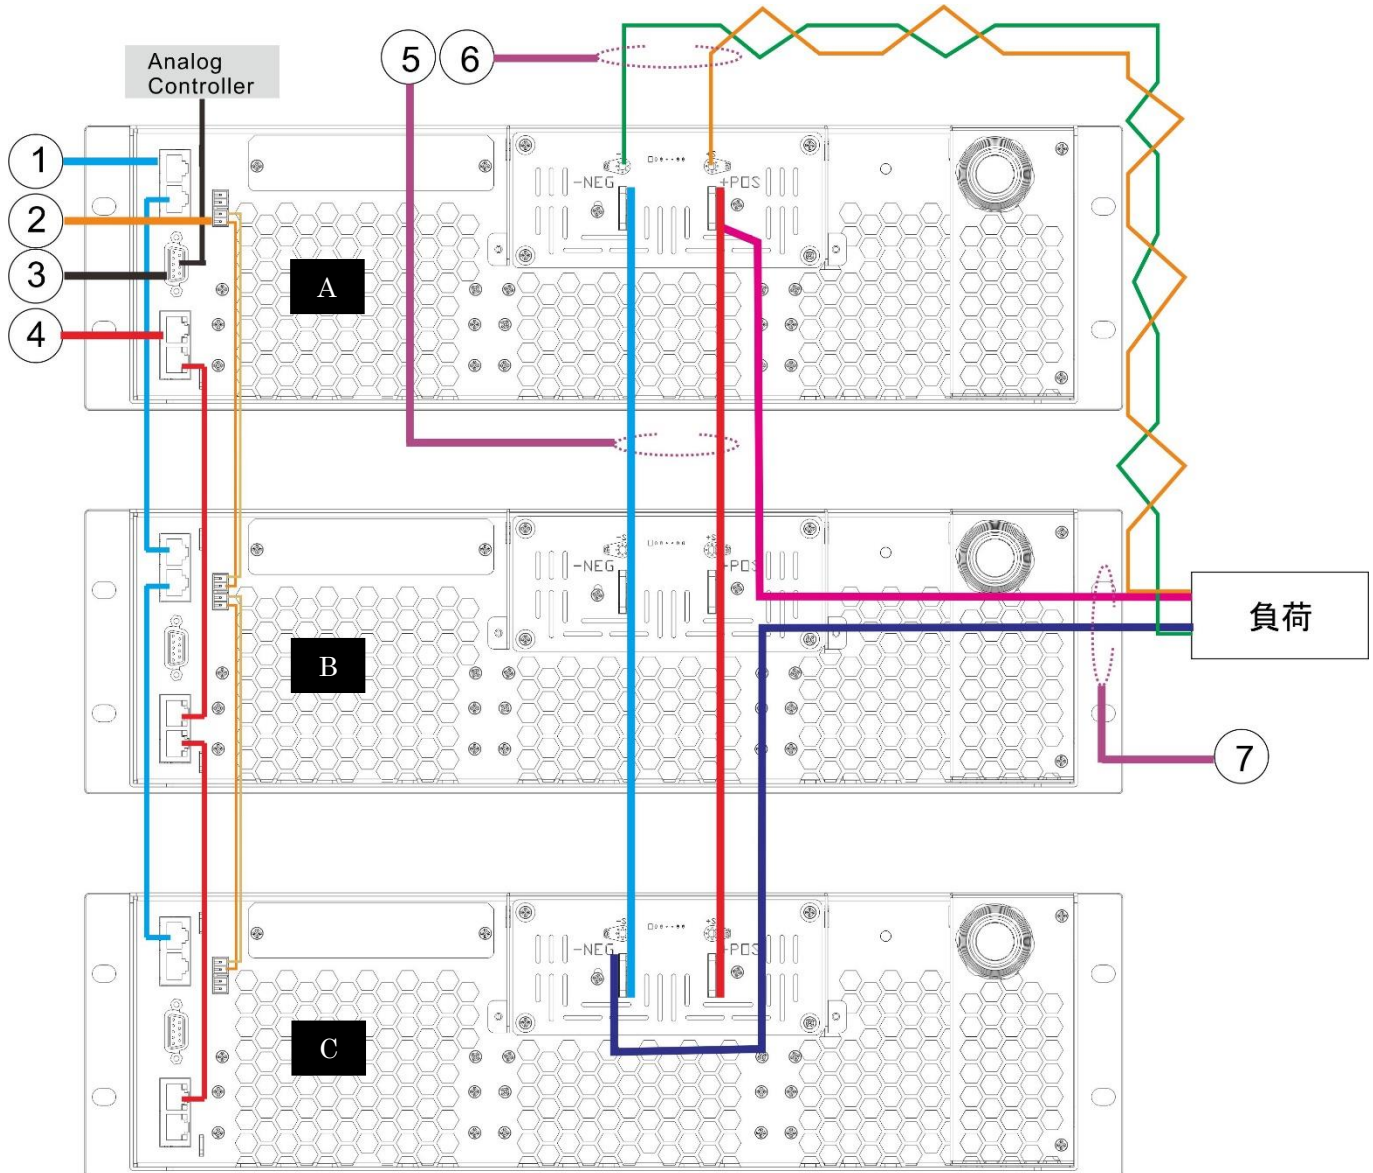 5
6
Analog
Controller
1
-NEG
+POS
2
3
A
4
-S
+S
-NEG
+POS
負荷
B
7
-S
+S
-NEG
+POS
C